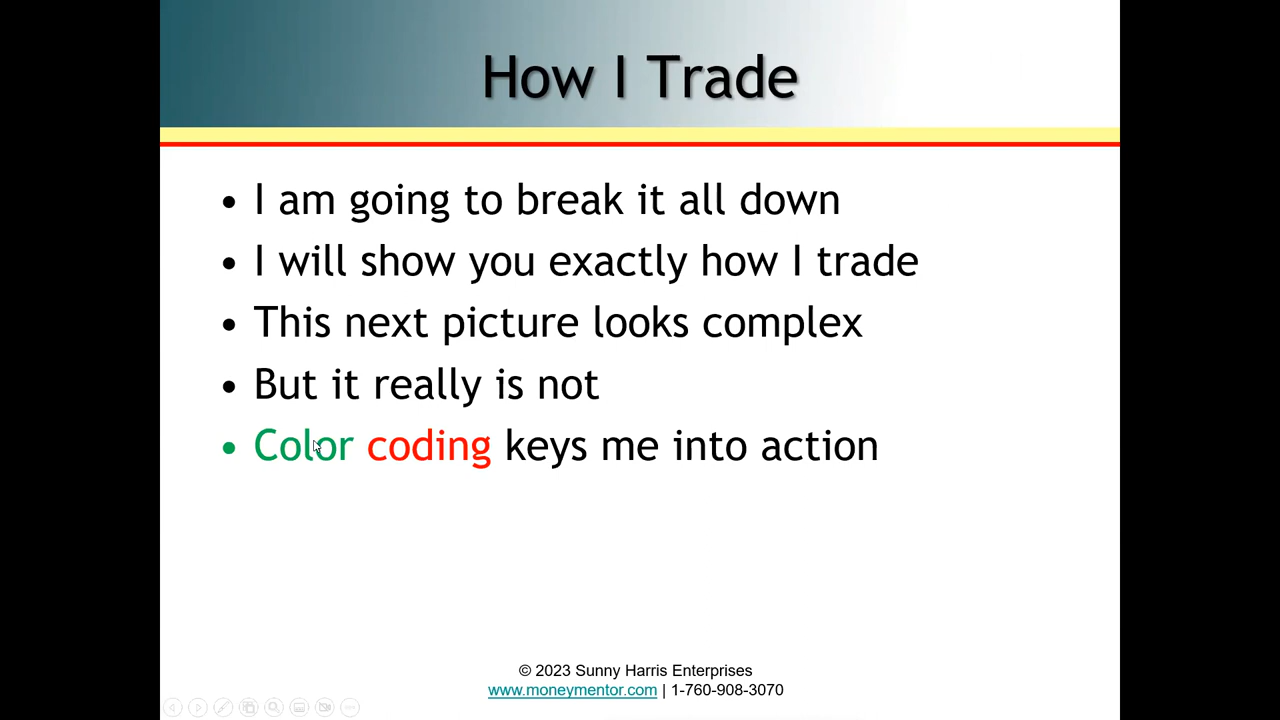 How I Trade
• I am going to break it all down
• I will show you exactly how I trade
• This next picture looks complex
• But it really is not
• Color coding keys me into action
© 2023 Sunny Harris Enterprises
www.moneymentor.com | 1-760-908-3070